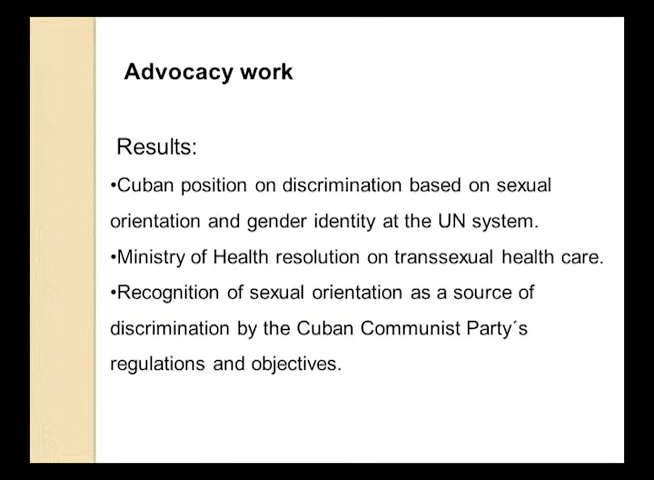 Advocacy work
Results:
•Cuban position on discrimination based on sexual
orientation and gender identity at the UN system.
•Ministry of Health resolution on transsexual health care.
•Recognition of sexual orientation as a source of
discrimination by the Cuban Communist Party´s
regulations and objectives.